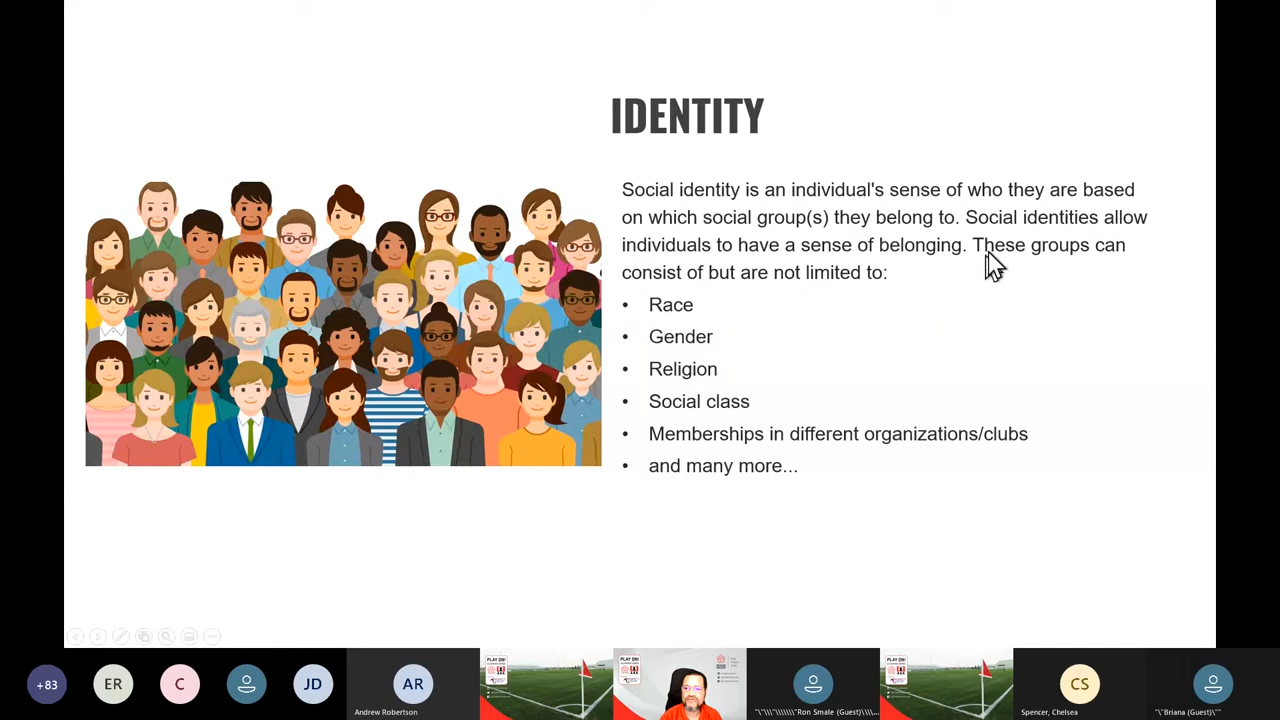 IDENTITY
Social identity is an individual's sense of who they are based
on which social group(s) they belong to. Social identities allow
individuals to have a sense of belonging. These groups can
consist of but are not limited to:
• Race
• Gender
• Religion
• Social class
• Memberships in different organizations/clubs
• and many more...
+83
ER
C
JD
AR
Andrew Robertson
PLAY ON!
PLAY ON!
PLAY ON!
CS
Spencer, Chelsea
"\"Briana (Guest)\""